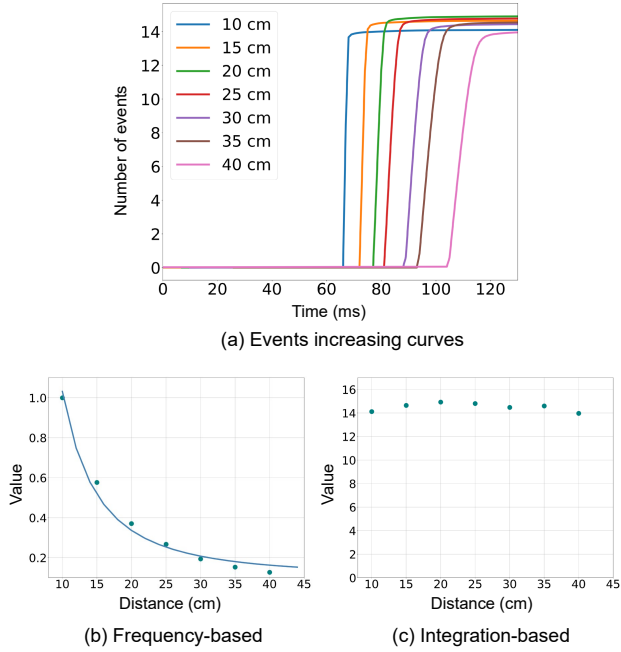 14
12
10
8
6
4
2
0
Number of events
10 cm
15 cm
20 cm
25 cm
30 cm
35 cm
40 cm
0 20 40 60 80 100 120
Time (ms)
(a) Events increasing curves
1.0
0.8
0.6
0.4
0.2
Value
10 15 20 25 30 35 40 45
Distance (cm)
(b) Frequency-based
16
14
12
10
8
6
4
2
0
Value
10 15 20 25 30 35 40 45
Distance (cm)
(c) Integration-based